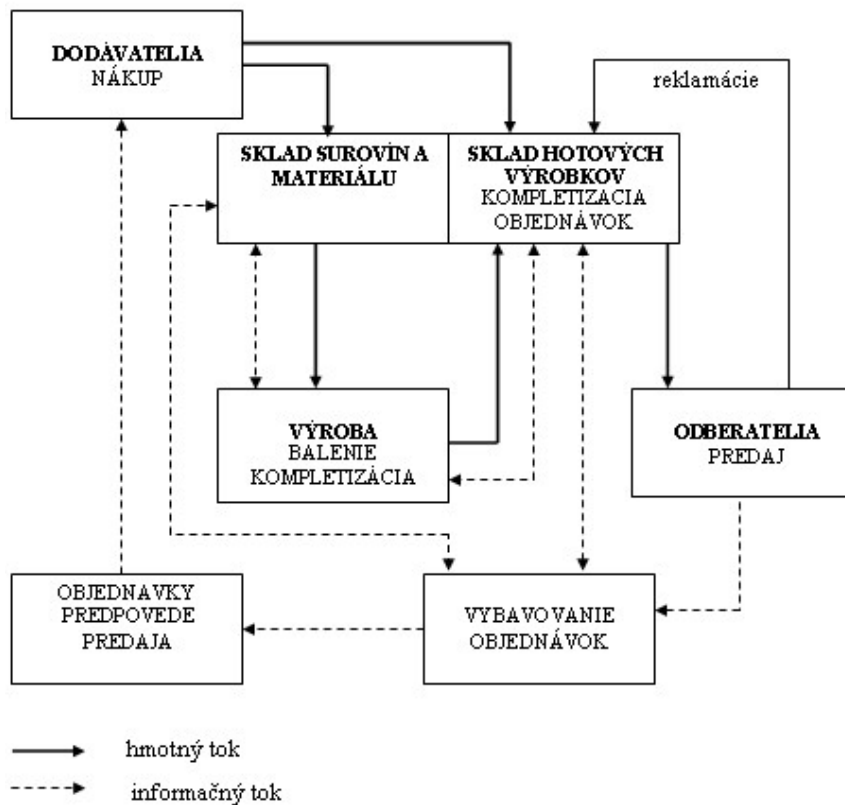 DODÁVATELIA
NÁKUP
reklamácie
SKLAD SUROVÍN A
MATERIÁLU
SKLAD HOTOVÝCH
VÝROBKOV
KOMPLETIZACIA
OBJEDNÁVOK
VÝROBA
BALENIE
KOMPLETIZÁCIA
ODBERATELIA
PREDAJ
OBJEDNAVKY
PREDPOVEDE
PREDAJA
VYBAVOVANIE
OBJEDNÁVOK
hmotný tok
informačný tok